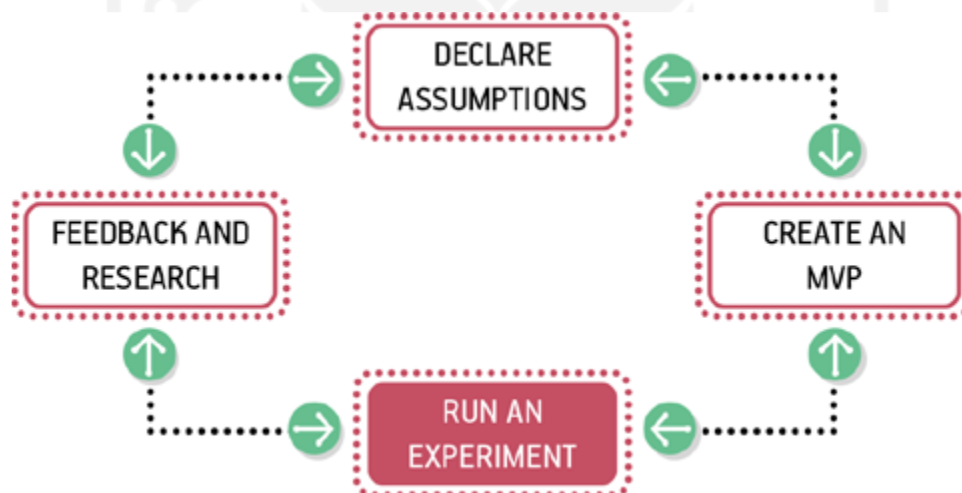 DECLARE
ASSUMPTIONS
FEEDBACK AND
RESEARCH
CREATE AN
MVP
RUN AN
EXPERIMENT